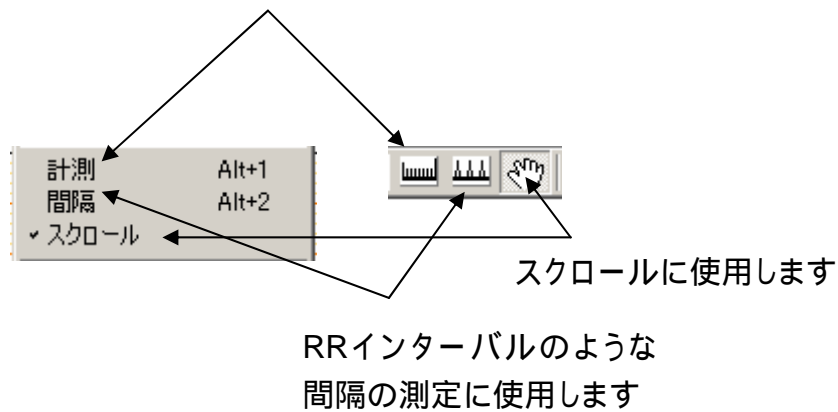 計測 Alt+1
間隔 Alt+2
スクロール
スクロールに使用します
RRインターバルのような
間隔の測定に使用します